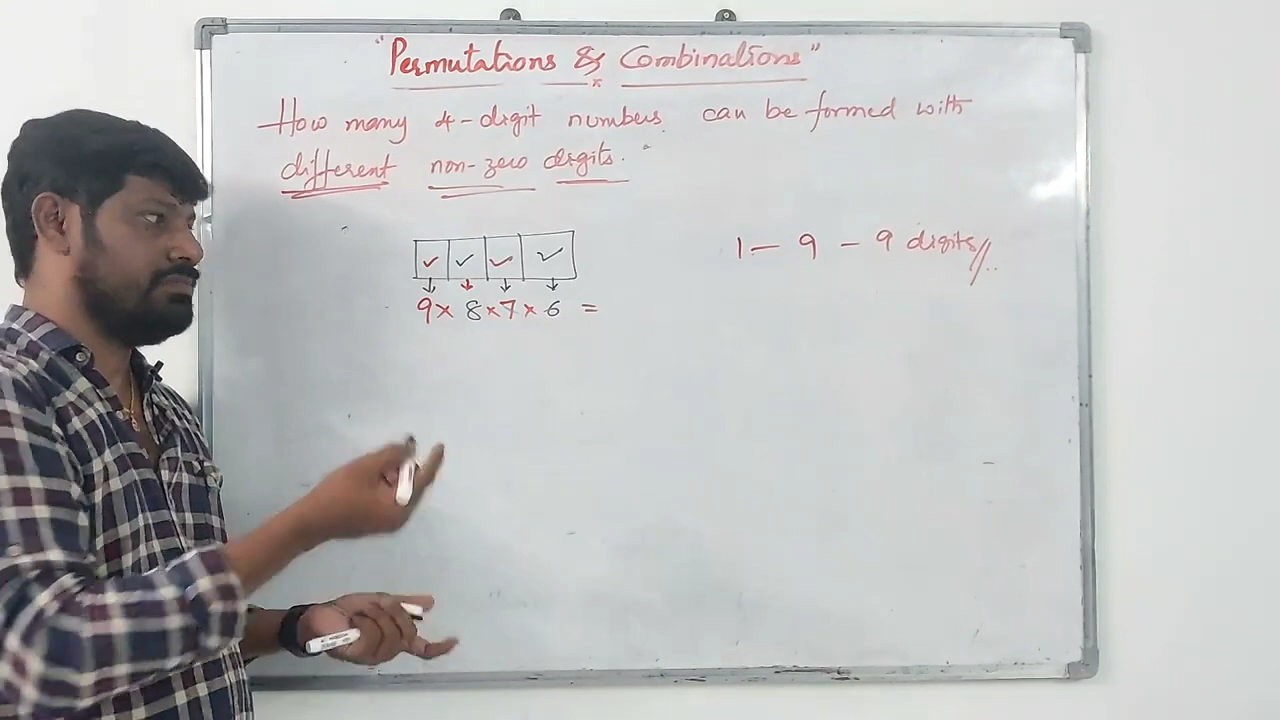 "Permutations & Combinations"
How many 4-digit numbers can be formed with
different non-zero digits.
1 — 9 — 9 digits//.
✓ ✓ ✓ ✓
↓ ↓ ↓ ↓
9 × 8 × 7 × 6 =